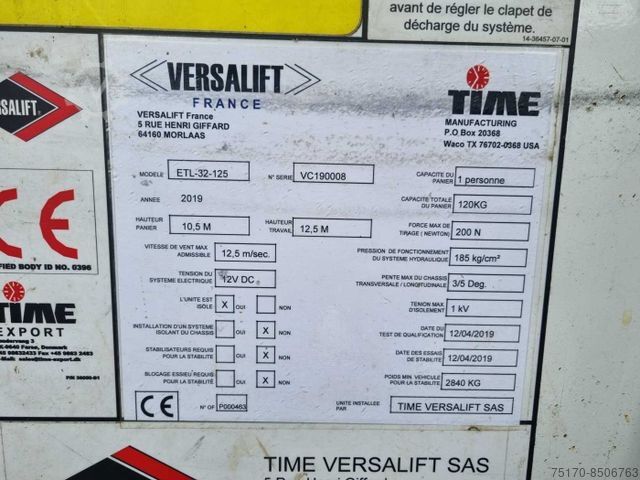 avant de régler le clapet de
décharge du système.
14-36457-07-01
VERSALIFT
FRANCE
VERSALIFT France
5 RUE HENRI GIFFARD
64160 MORLAAS
TIME
MANUFACTURING
P.O.Box 20368
Waco TX 76702-0368 USA
MODELE ETL-32-125
N° SERIE VC190008
CAPACITE DU PANIER 1 personne
ANNEE 2019
CAPACITE TOTALE DU PANIER 120KG
HAUTEUR PANIER 10,5 M
HAUTEUR TRAVAIL 12,5 M
FORCE MAX DE TIRAGE ( NEWTON) 200 N
VITESSE DE VENT MAX ADMISSIBLE 12,5 m/sec.
PRESSION DE FONCTIONNEMENT DU SYSTEME HYDRAULIQUE 185 kg/cm²
TENSION DU SYSTEME ELECTRIQUE 12V DC
PENTE MAX DU CHASSIS TRANSVERSALE / LONGITUDINALE 3/5 Deg.
L'UNITE EST ISOLE X OUI NON
TENION MAX D'ISOLEMENT 1 kV
INSTALLATION D'UN SYSTEME ISOLANT DU CHASSIS OUI X NON
DATE DU TEST DE QUALIFICATION 12/04/2019
STABILISATEURS REQUIS POUR LA STABILITE OUI X NON
DATE DES ESSAIS DE STABILITE 12/04/2019
BLOCAGE ESSIEU REQUIS POUR LA STABILITE OUI X NON
POIDS MIN VEHICULE POUR LA STABILITE 2840 KG
CE
N° OF P000463
UNITE INSTALLEE PAR TIME VERSALIFT SAS
SALIFT
CE
FIED BODY ID NO. 0396
TIME
EXPORT
TIME VERSALIFT SAS
75170-8506763